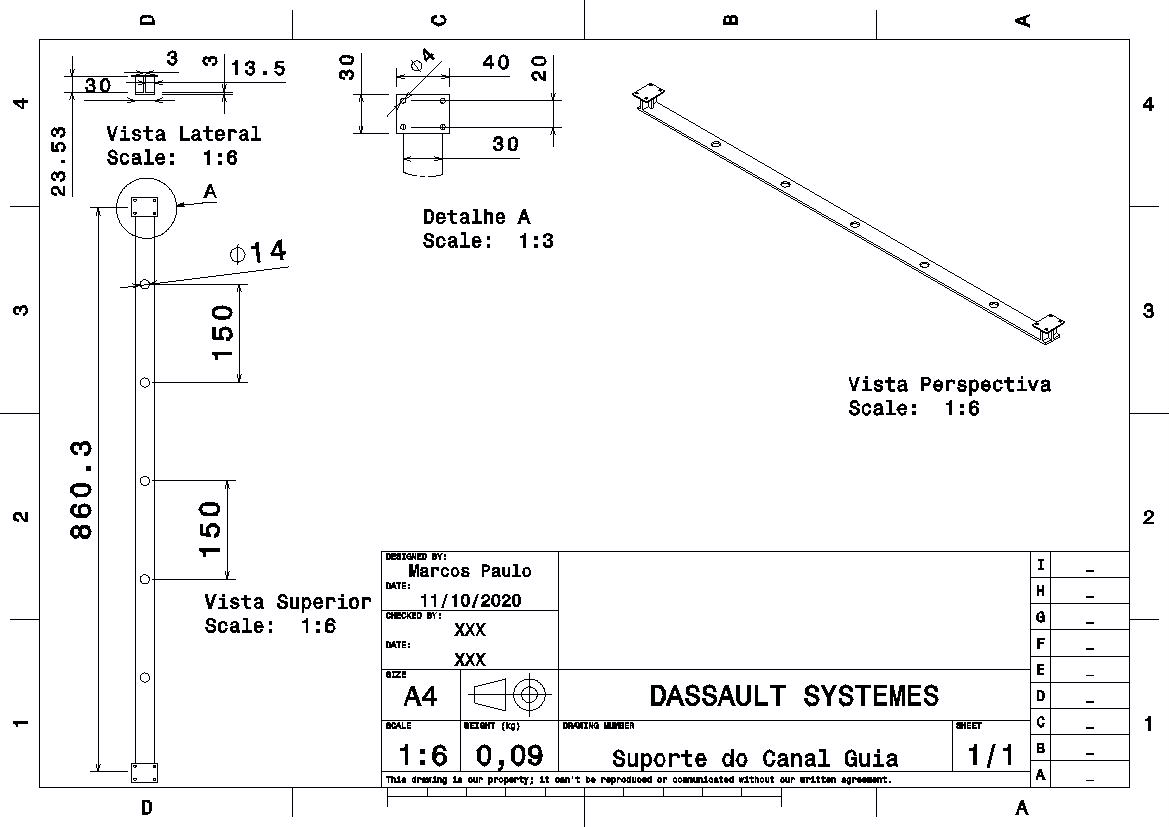 D C B A
4
3
2
1
3
3
13.5
30
23.53
Vista Lateral
Scale: 1:6
A
⌀14
150
150
860.3
Vista Superior
Scale: 1:6
⌀4
30
40
20
30
Detalhe A
Scale: 1:3
Vista Perspectiva
Scale: 1:6
4
3
2
1
DESIGNED BY:
Marcos Paulo
DATE:
11/10/2020
CHECKED BY:
XXX
DATE:
XXX
SIZE
A4
DASSAULT SYSTEMES
SCALE
1:6
WEIGHT (kg)
0,09
DRAWING NUMBER
Suporte do Canal Guia
SHEET
1/1
This drawing is our property; it can't be reproduced or communicated without our written agreement.
I _
H _
G _
F _
E _
D _
C _
B _
A _
D A